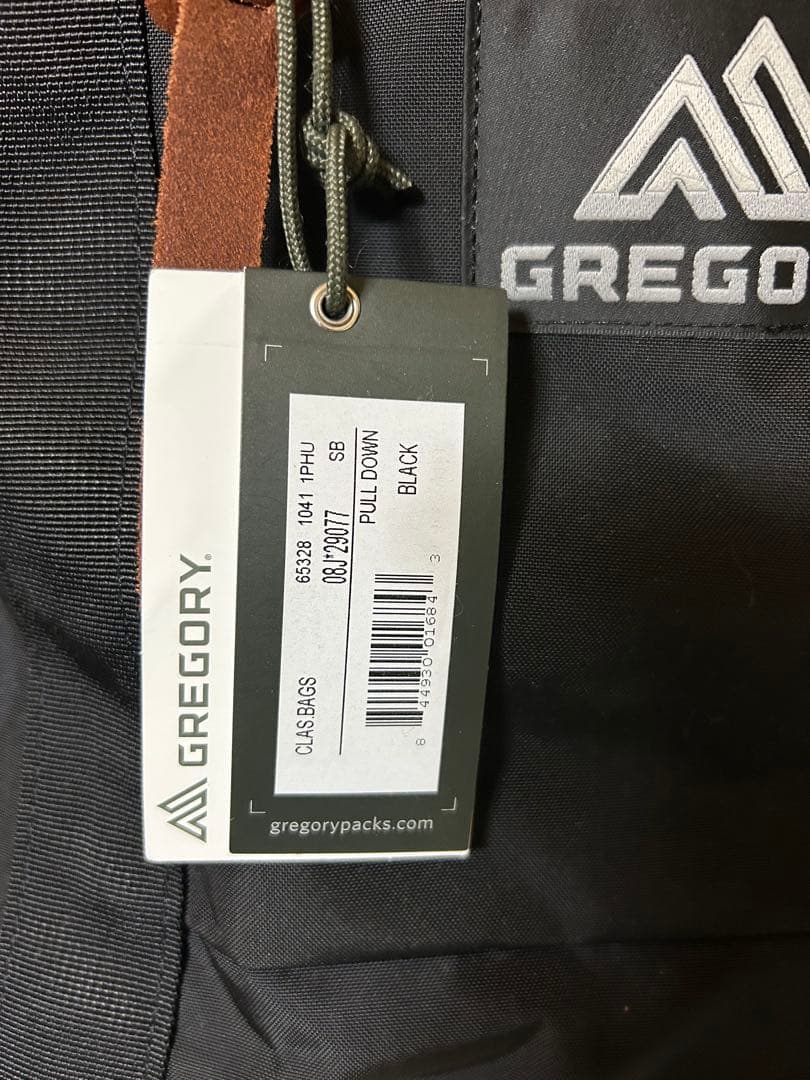 GREGO
GREGORY®
CLAS.BAGS 65328 1041 1PHU
08J*29077 SB
PULL DOWN
BLACK
8 44930 01684 3
gregorypacks.com